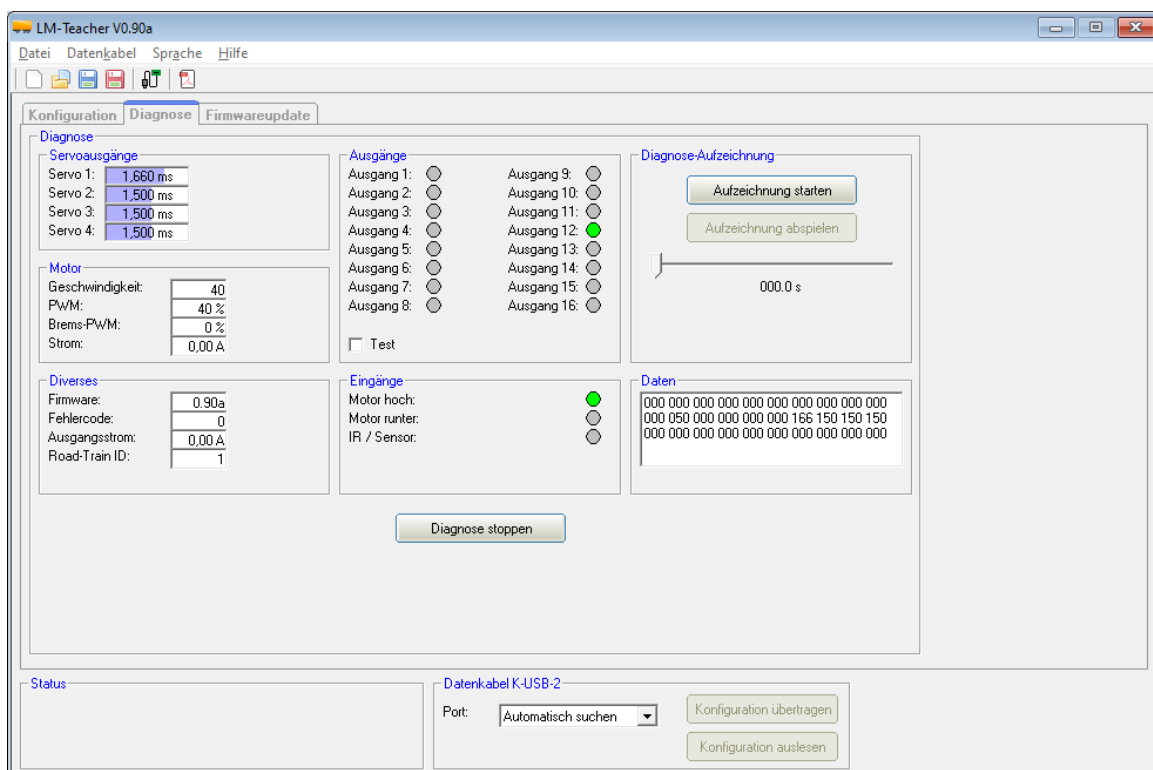 LM-Teacher V0.90a
Datei Datenkabel Sprache Hilfe
Konfiguration Diagnose Firmwareupdate
Diagnose
Servoausgänge
Servo 1: 1,660 ms
Servo 2: 1,500 ms
Servo 3: 1,500 ms
Servo 4: 1,500 ms
Motor
Geschwindigkeit: 40
PWM: 40 %
Brems-PWM: 0 %
Strom: 0,00 A
Diverses
Firmware: 0.90a
Fehlercode: 0
Ausgangsstrom: 0,00 A
Road-Train ID: 1
Ausgänge
Ausgang 1: Ausgang 9:
Ausgang 2: Ausgang 10:
Ausgang 3: Ausgang 11:
Ausgang 4: Ausgang 12:
Ausgang 5: Ausgang 13:
Ausgang 6: Ausgang 14:
Ausgang 7: Ausgang 15:
Ausgang 8: Ausgang 16:
Test
Eingänge
Motor hoch:
Motor runter:
IR / Sensor:
Diagnose-Aufzeichnung
Aufzeichnung starten
Aufzeichnung abspielen
000.0 s
Daten
000 000 000 000 000 000 000 000 000 000
000 050 000 000 000 000 166 150 150 150
000 000 000 000 000 000 000 000 000 000
Diagnose stoppen
Status
Datenkabel K-USB-2
Port: Automatisch suchen
Konfiguration übertragen
Konfiguration auslesen